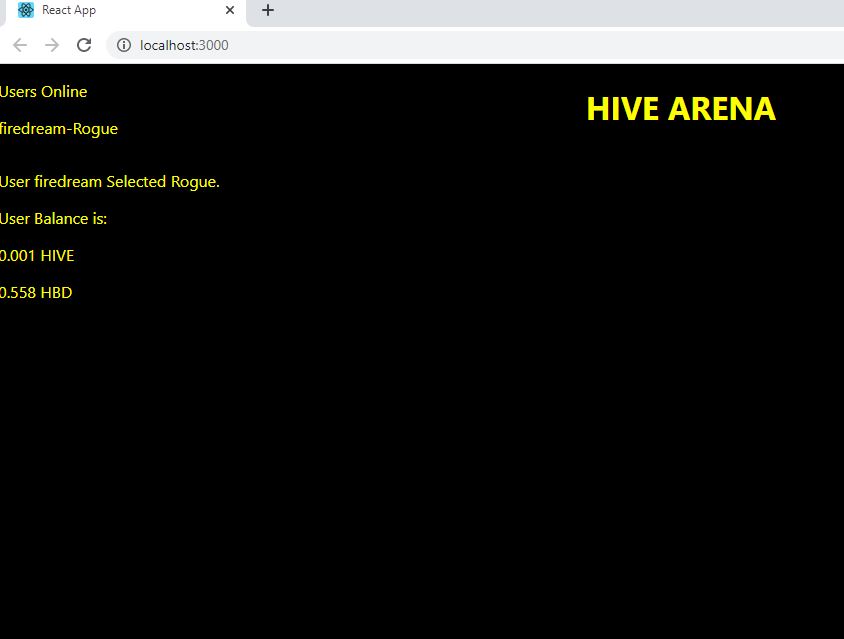 React App
localhost:3000
Users Online
HIVE ARENA
firedream-Rogue
User firedream Selected Rogue.
User Balance is:
0.001 HIVE
0.558 HBD